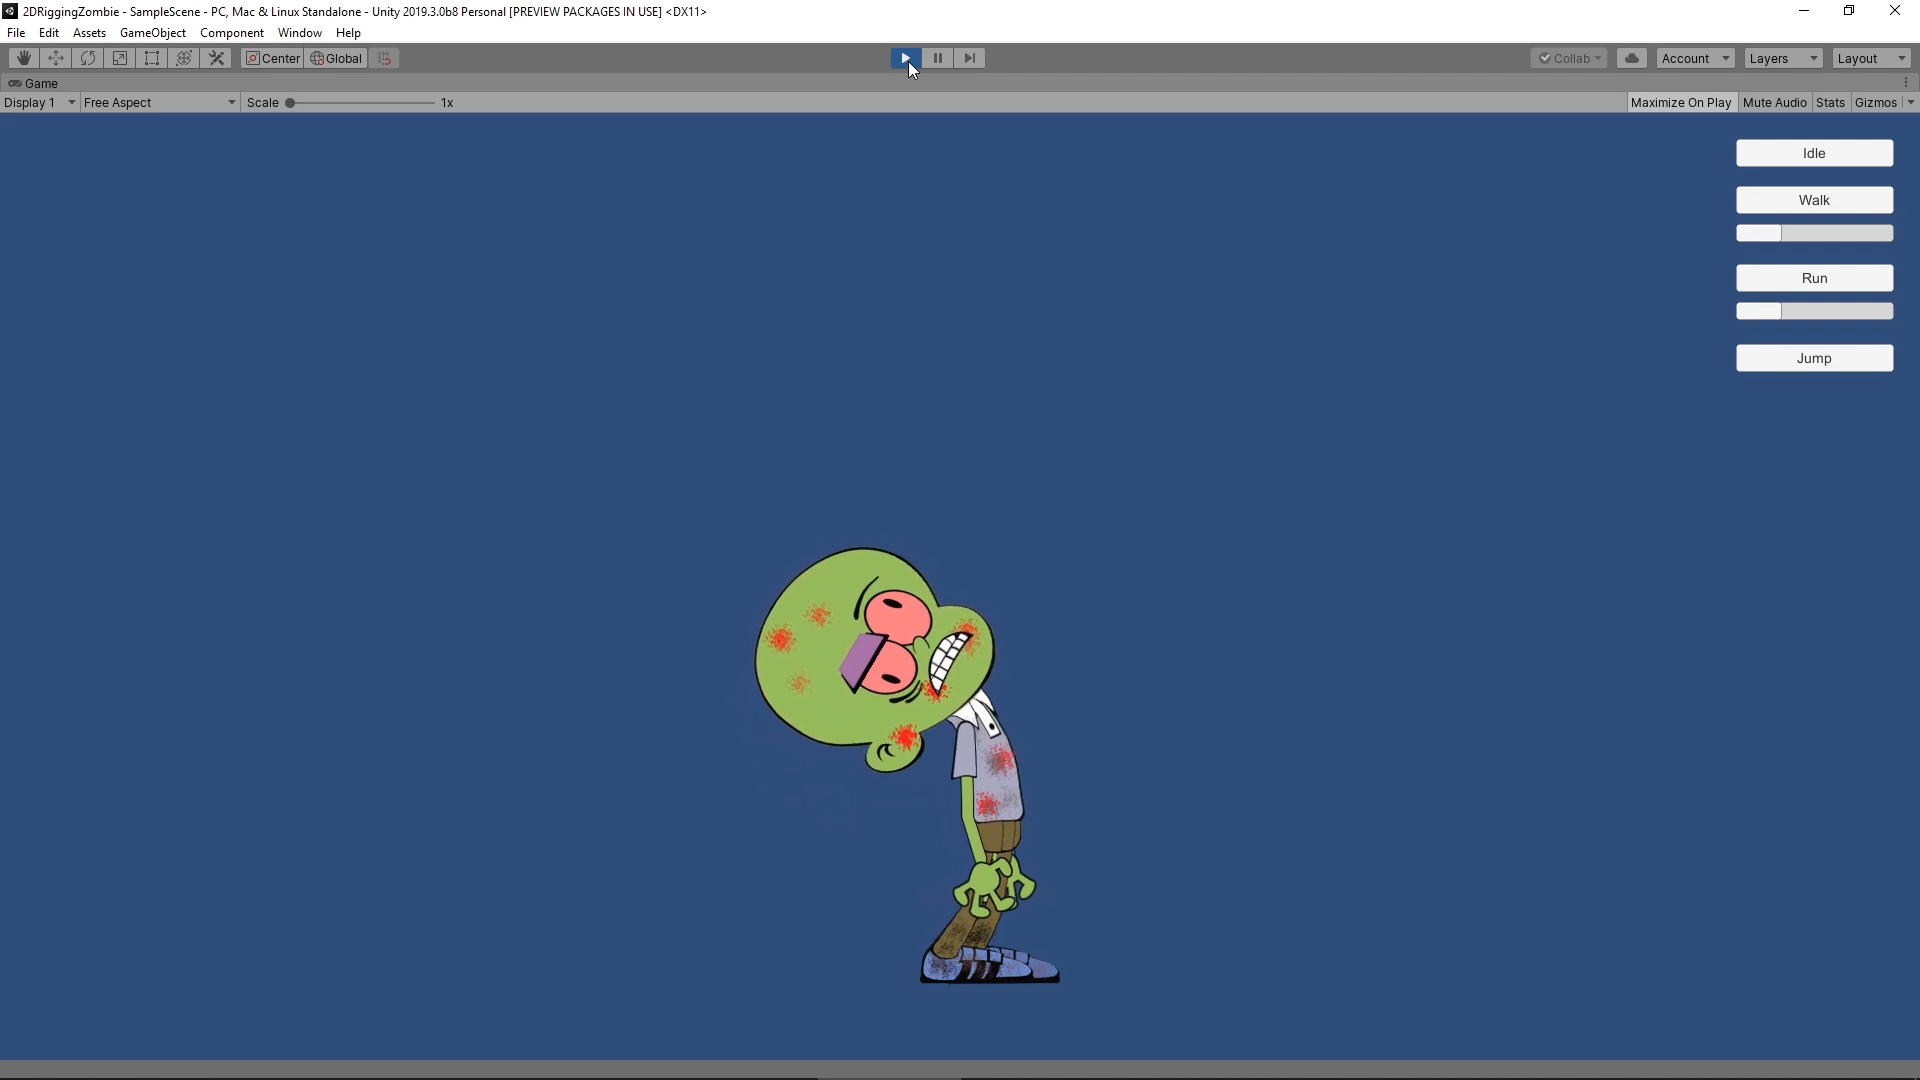 2DRiggingZombie - SampleScene - PC, Mac & Linux Standalone - Unity 2019.3.0b8 Personal [PREVIEW PACKAGES IN USE] <DX11>
File Edit Assets GameObject Component Window Help
Center Global Collab Account Layers Layout
Game
Display 1 Free Aspect Scale 1x Maximize On Play Mute Audio Stats Gizmos
Idle
Walk
Run
Jump